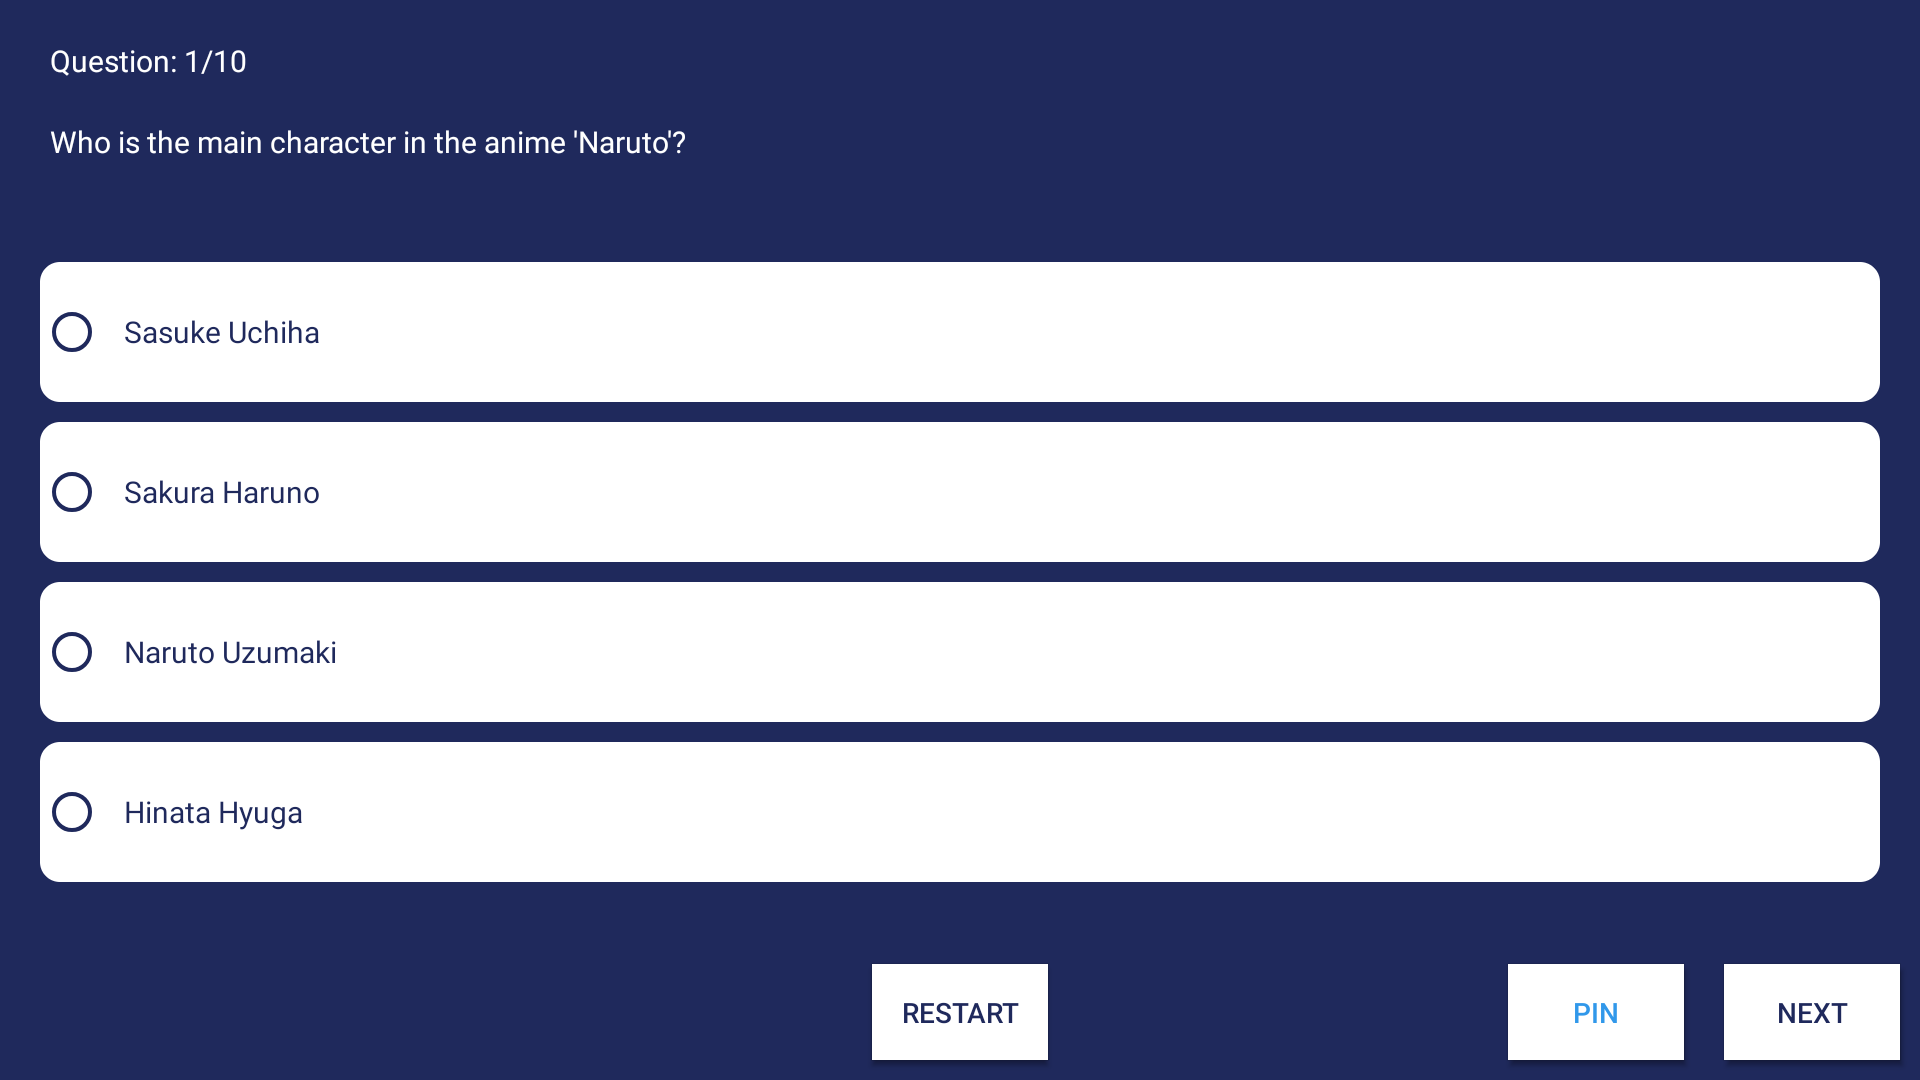 Question: 1/10
Who is the main character in the anime 'Naruto'?
Sasuke Uchiha
Sakura Haruno
Naruto Uzumaki
Hinata Hyuga
RESTART
PIN
NEXT